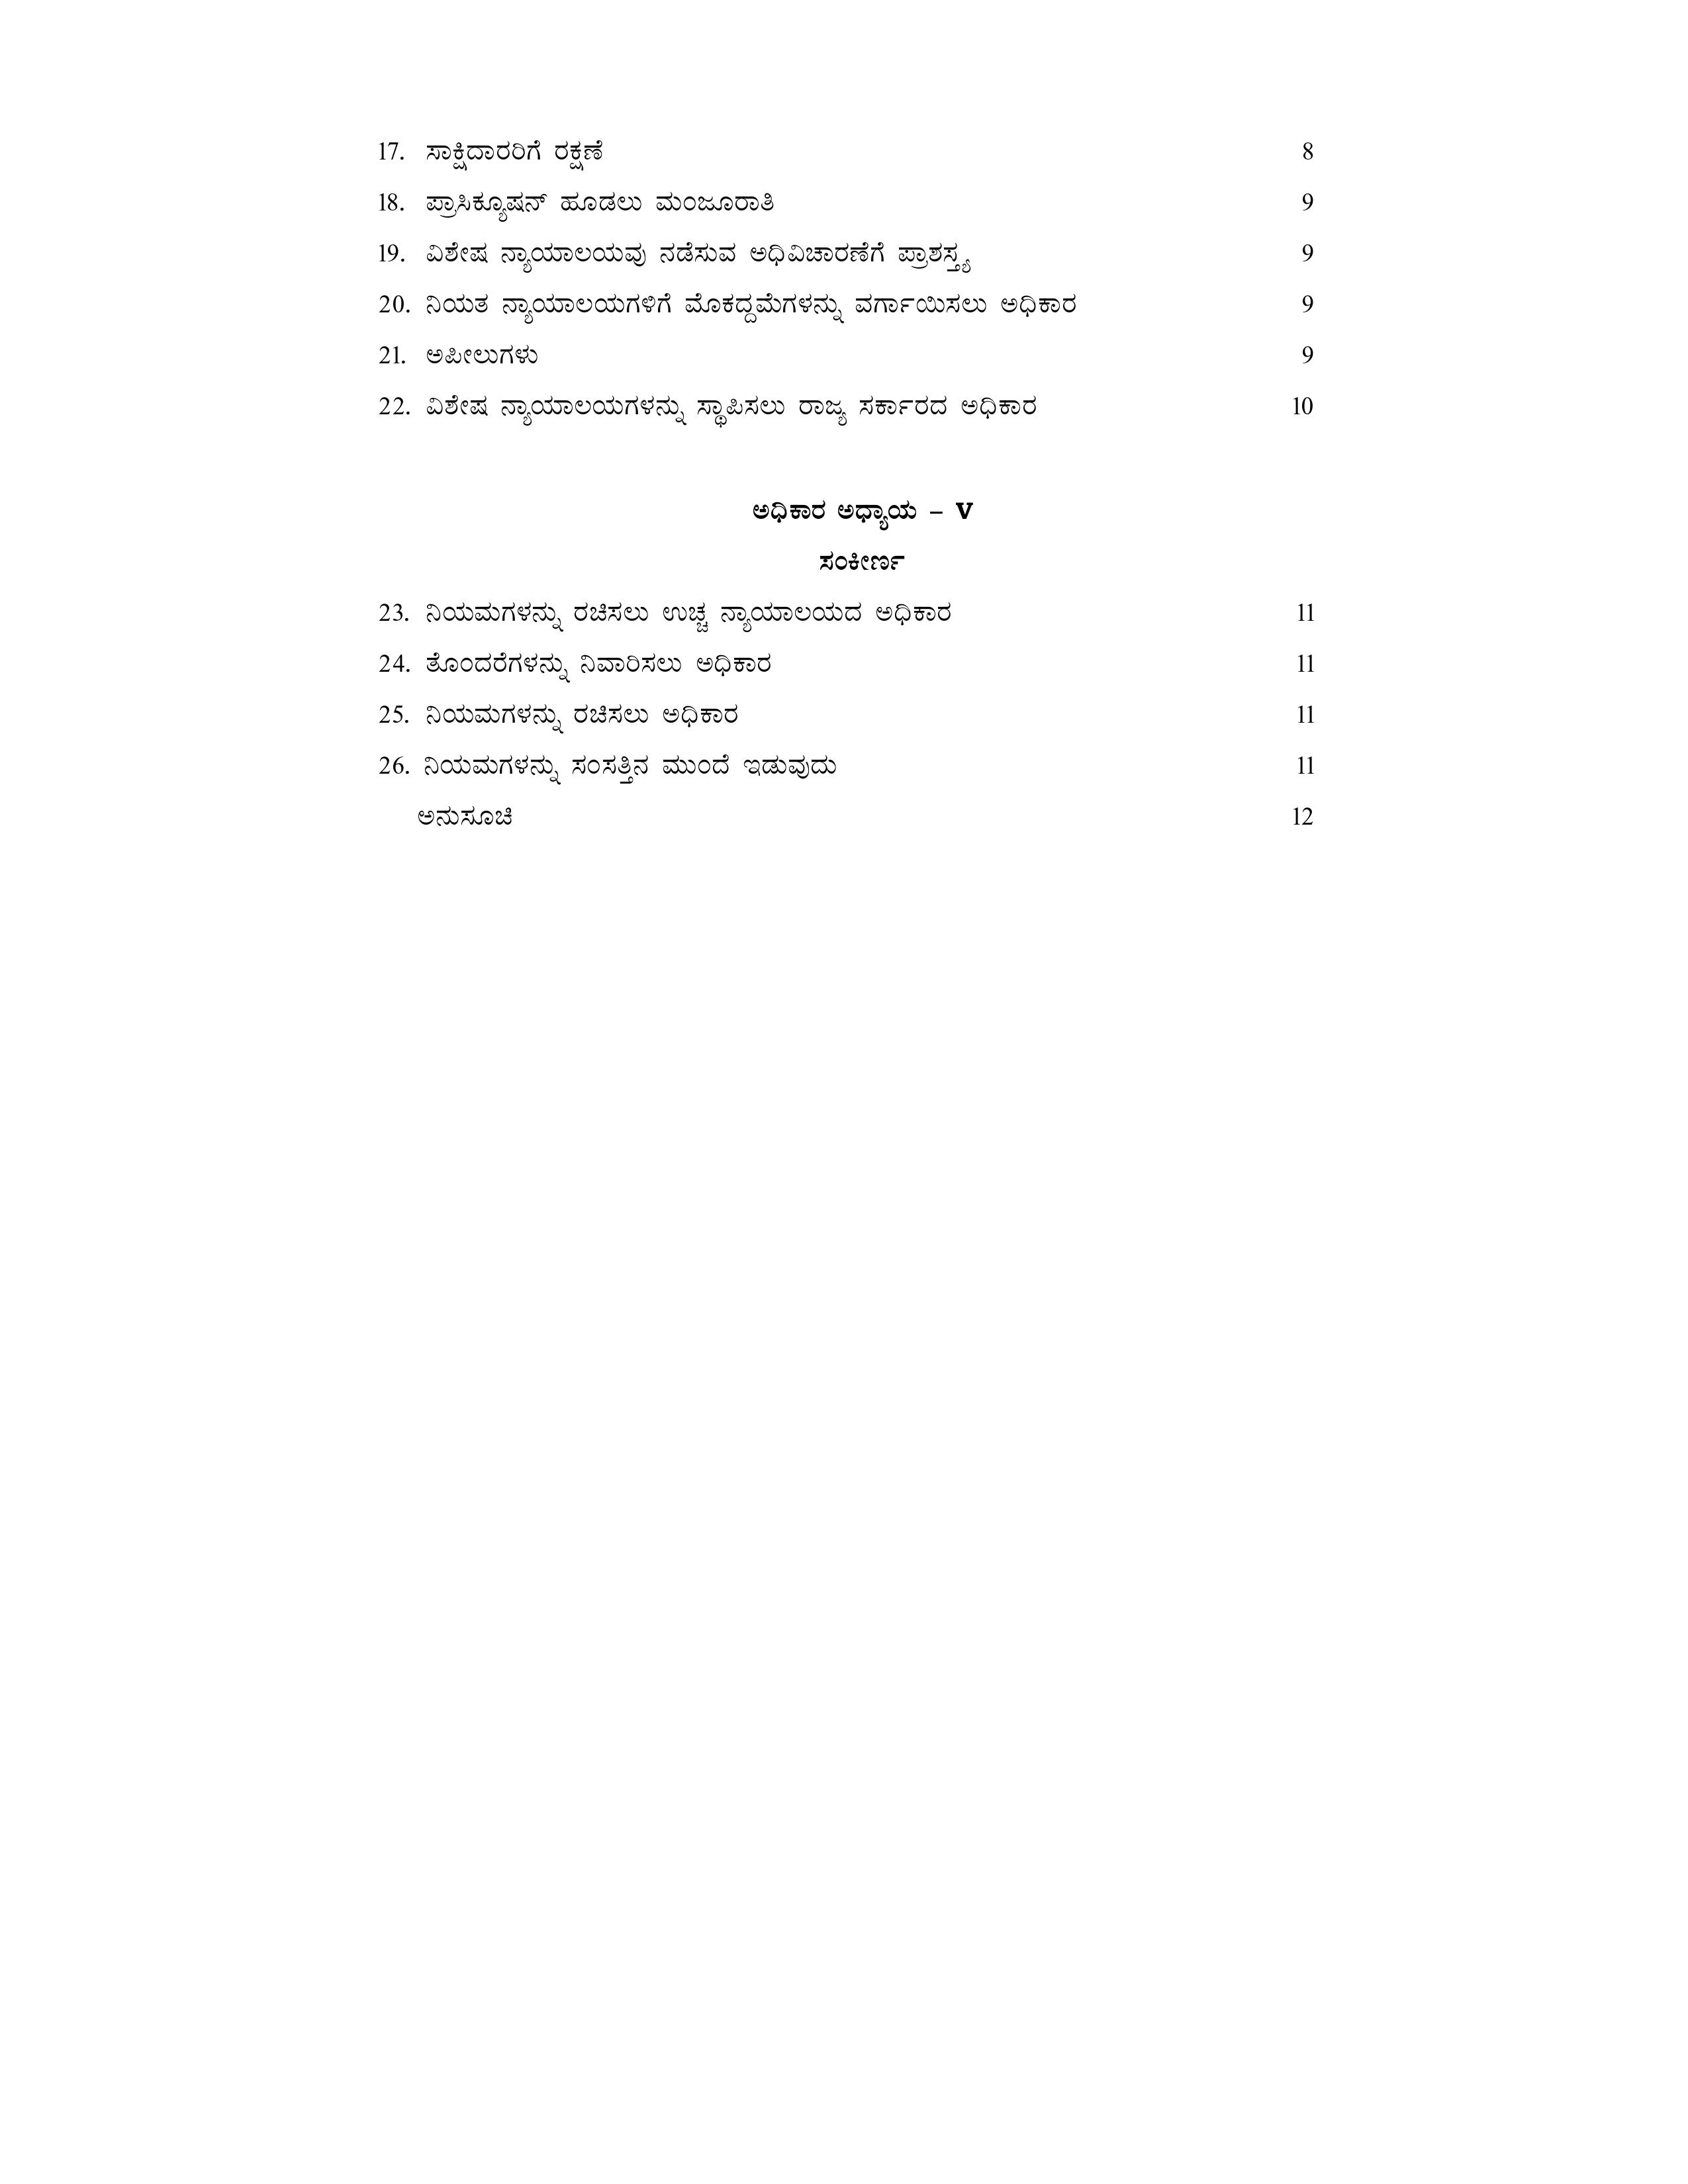 17. ಸಾಕ್ಷಿದಾರರಿಗೆ ರಕ್ಷಣೆ 8
18. ಪ್ರಾಸಿಕ್ಯೂಷನ್ ಹೂಡಲು ಮಂಜೂರಾತಿ 9
19. ವಿಶೇಷ ನ್ಯಾಯಾಲಯವು ನಡೆಸುವ ಅಧಿವಿಚಾರಣೆಗೆ ಪ್ರಾಶಸ್ತ್ಯ 9
20. ನಿಯತ ನ್ಯಾಯಾಲಯಗಳಿಗೆ ಮೊಕದ್ದಮೆಗಳನ್ನು ವರ್ಗಾಯಿಸಲು ಅಧಿಕಾರ 9
21. ಅಪೀಲುಗಳು 9
22. ವಿಶೇಷ ನ್ಯಾಯಾಲಯಗಳನ್ನು ಸ್ಥಾಪಿಸಲು ರಾಜ್ಯ ಸರ್ಕಾರದ ಅಧಿಕಾರ 10
ಅಧಿಕಾರ ಅಧ್ಯಾಯ – V
ಸಂಕೀರ್ಣ
23. ನಿಯಮಗಳನ್ನು ರಚಿಸಲು ಉಚ್ಚ ನ್ಯಾಯಾಲಯದ ಅಧಿಕಾರ 11
24. ತೊಂದರೆಗಳನ್ನು ನಿವಾರಿಸಲು ಅಧಿಕಾರ 11
25. ನಿಯಮಗಳನ್ನು ರಚಿಸಲು ಅಧಿಕಾರ 11
26. ನಿಯಮಗಳನ್ನು ಸಂಸತ್ತಿನ ಮುಂದೆ ಇಡುವುದು 11
ಅನುಸೂಚಿ 12